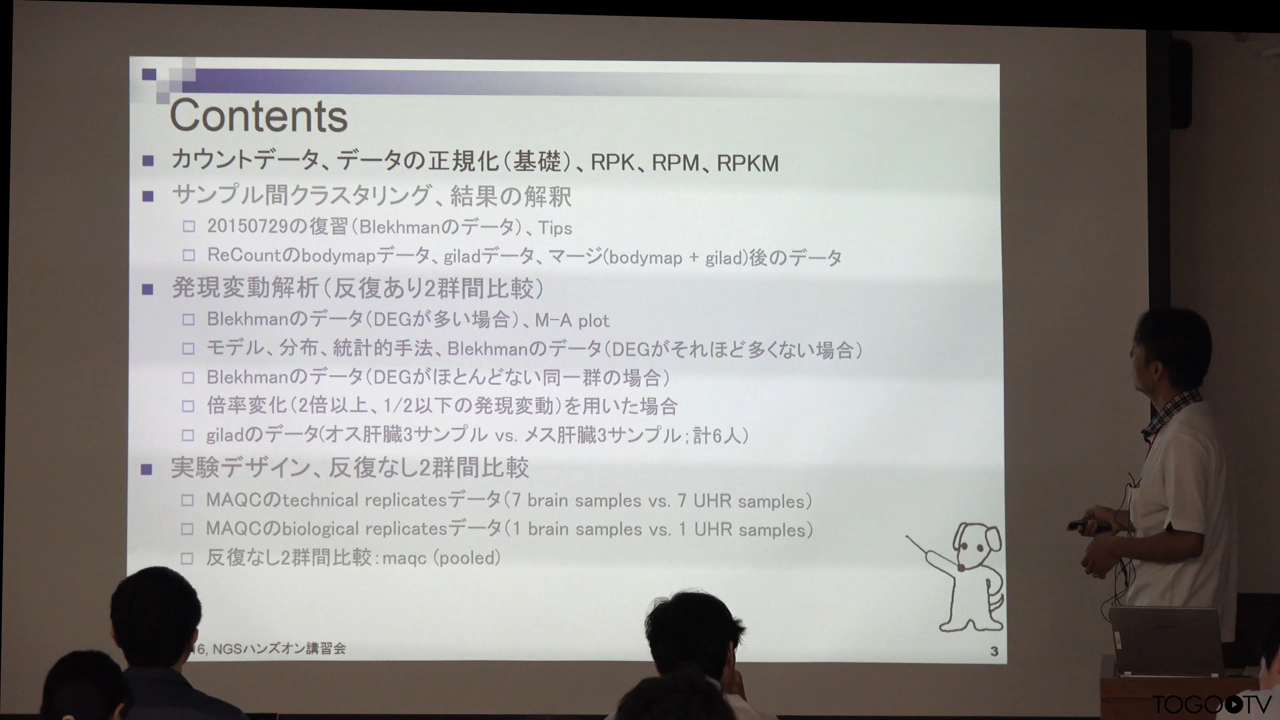 Contents
カウントデータ、データの正規化（基礎）、RPK、RPM、RPKM
サンプル間クラスタリング、結果の解釈
20150729の復習（Blekhmanのデータ）、Tips
ReCountのbodymapデータ、giladデータ、マージ(bodymap + gilad)後のデータ
発現変動解析（反復あり2群間比較）
Blekhmanのデータ（DEGが多い場合）、M-A plot
モデル、分布、統計的手法、Blekhmanのデータ（DEGがそれほど多くない場合）
Blekhmanのデータ（DEGがほとんどない同一群の場合）
倍率変化（2倍以上、1/2以下の発現変動）を用いた場合
giladのデータ(オス肝臓3サンプル vs. メス肝臓3サンプル；計6人）
実験デザイン、反復なし2群間比較
MAQCのtechnical replicatesデータ（7 brain samples vs. 7 UHR samples）
MAQCのbiological replicatesデータ（1 brain samples vs. 1 UHR samples）
反復なし2群間比較：maqc (pooled)
6, NGSハンズオン講習会
3
TOGOTV